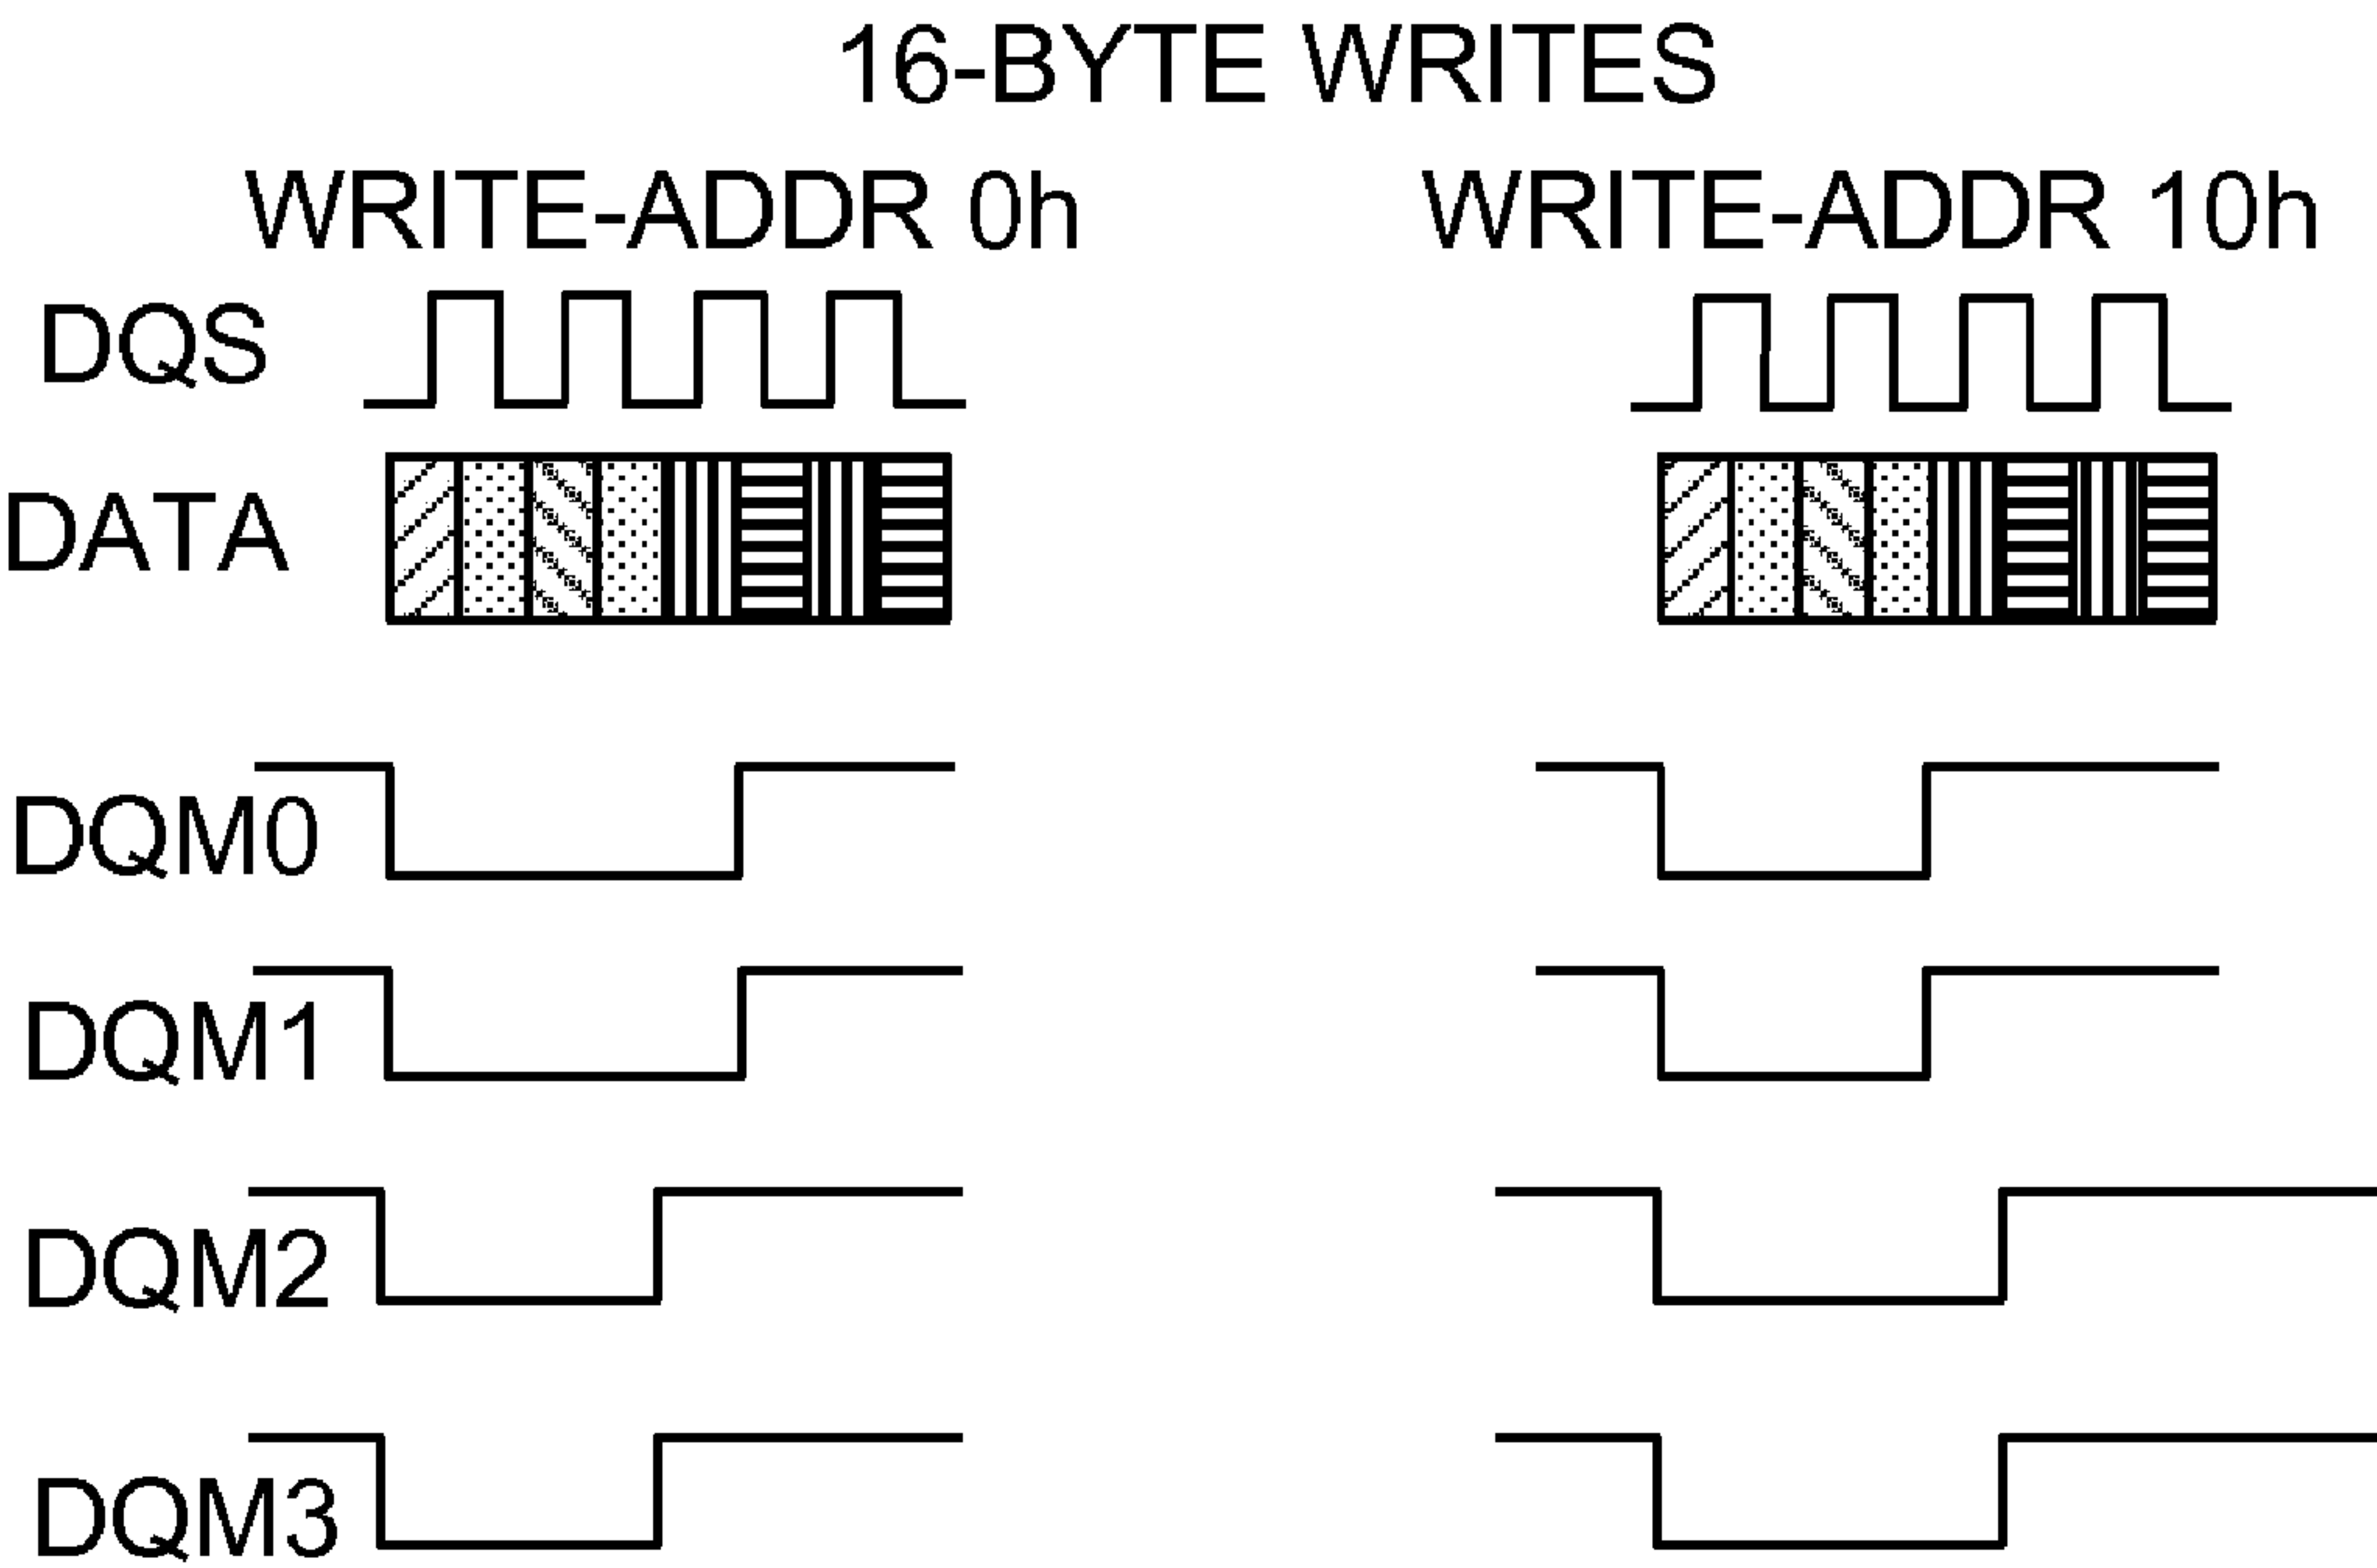 16-BYTE WRITES
WRITE-ADDR 0h WRITE-ADDR 10h
DQS
DATA
DQM0
DQM1
DQM2
DQM3